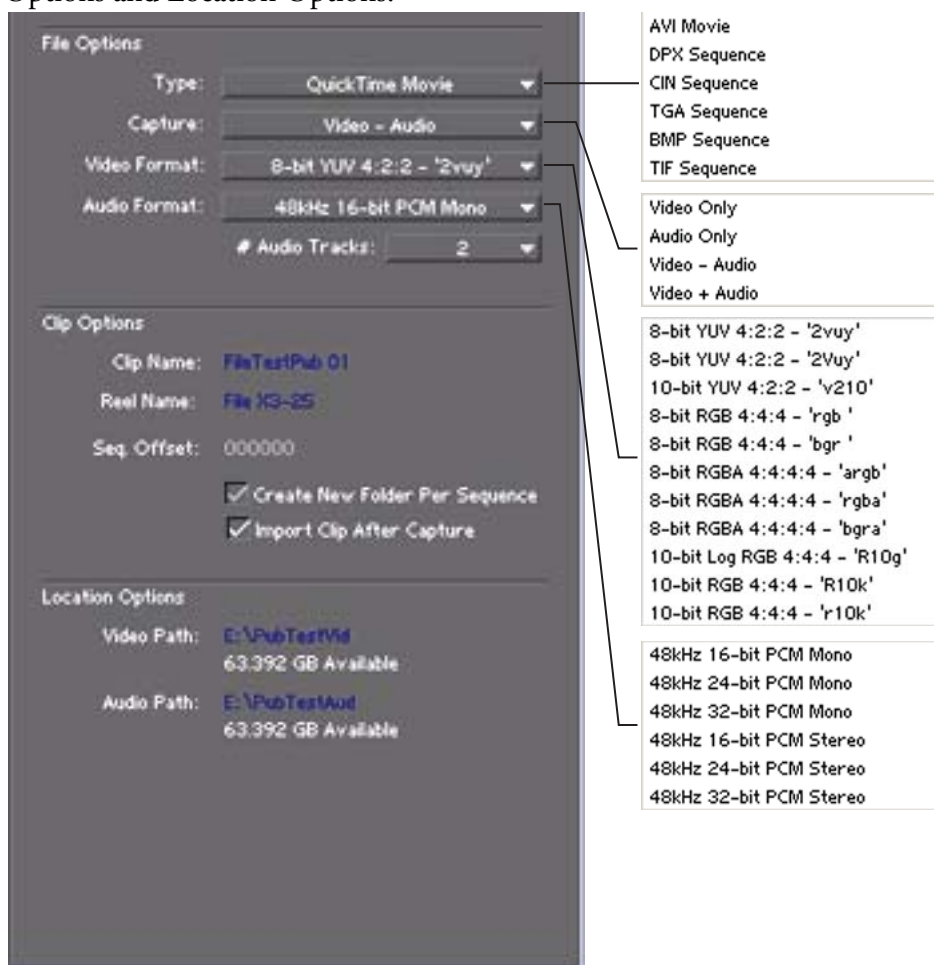 Options and Location Options.
File Options
Type: QuickTime Movie
Capture: Video - Audio
Video Format: 8-bit YUV 4:2:2 - '2vuy'
Audio Format: 48kHz 16-bit PCM Mono
# Audio Tracks: 2
Clip Options
Clip Name: FileTestPub 01
Reel Name: File XS-25
Seq. Offset: 000000
Create New Folder Per Sequence
Import Clip After Capture
Location Options
Video Path: E:\PubTestVid
63.392 GB Available
Audio Path: E:\PubTestAud
63.392 GB Available
AVI Movie
DPX Sequence
CIN Sequence
TGA Sequence
BMP Sequence
TIF Sequence
Video Only
Audio Only
Video - Audio
Video + Audio
8-bit YUV 4:2:2 - '2vuy'
8-bit YUV 4:2:2 - '2Vuy'
10-bit YUV 4:2:2 - 'v210'
8-bit RGB 4:4:4 - 'rgb '
8-bit RGB 4:4:4 - 'bgr '
8-bit RGBA 4:4:4:4 - 'argb'
8-bit RGBA 4:4:4:4 - 'rgba'
8-bit RGBA 4:4:4:4 - 'bgra'
10-bit Log RGB 4:4:4 - 'R10g'
10-bit RGB 4:4:4 - 'R10k'
10-bit RGB 4:4:4 - 'r10k'
48kHz 16-bit PCM Mono
48kHz 24-bit PCM Mono
48kHz 32-bit PCM Mono
48kHz 16-bit PCM Stereo
48kHz 24-bit PCM Stereo
48kHz 32-bit PCM Stereo